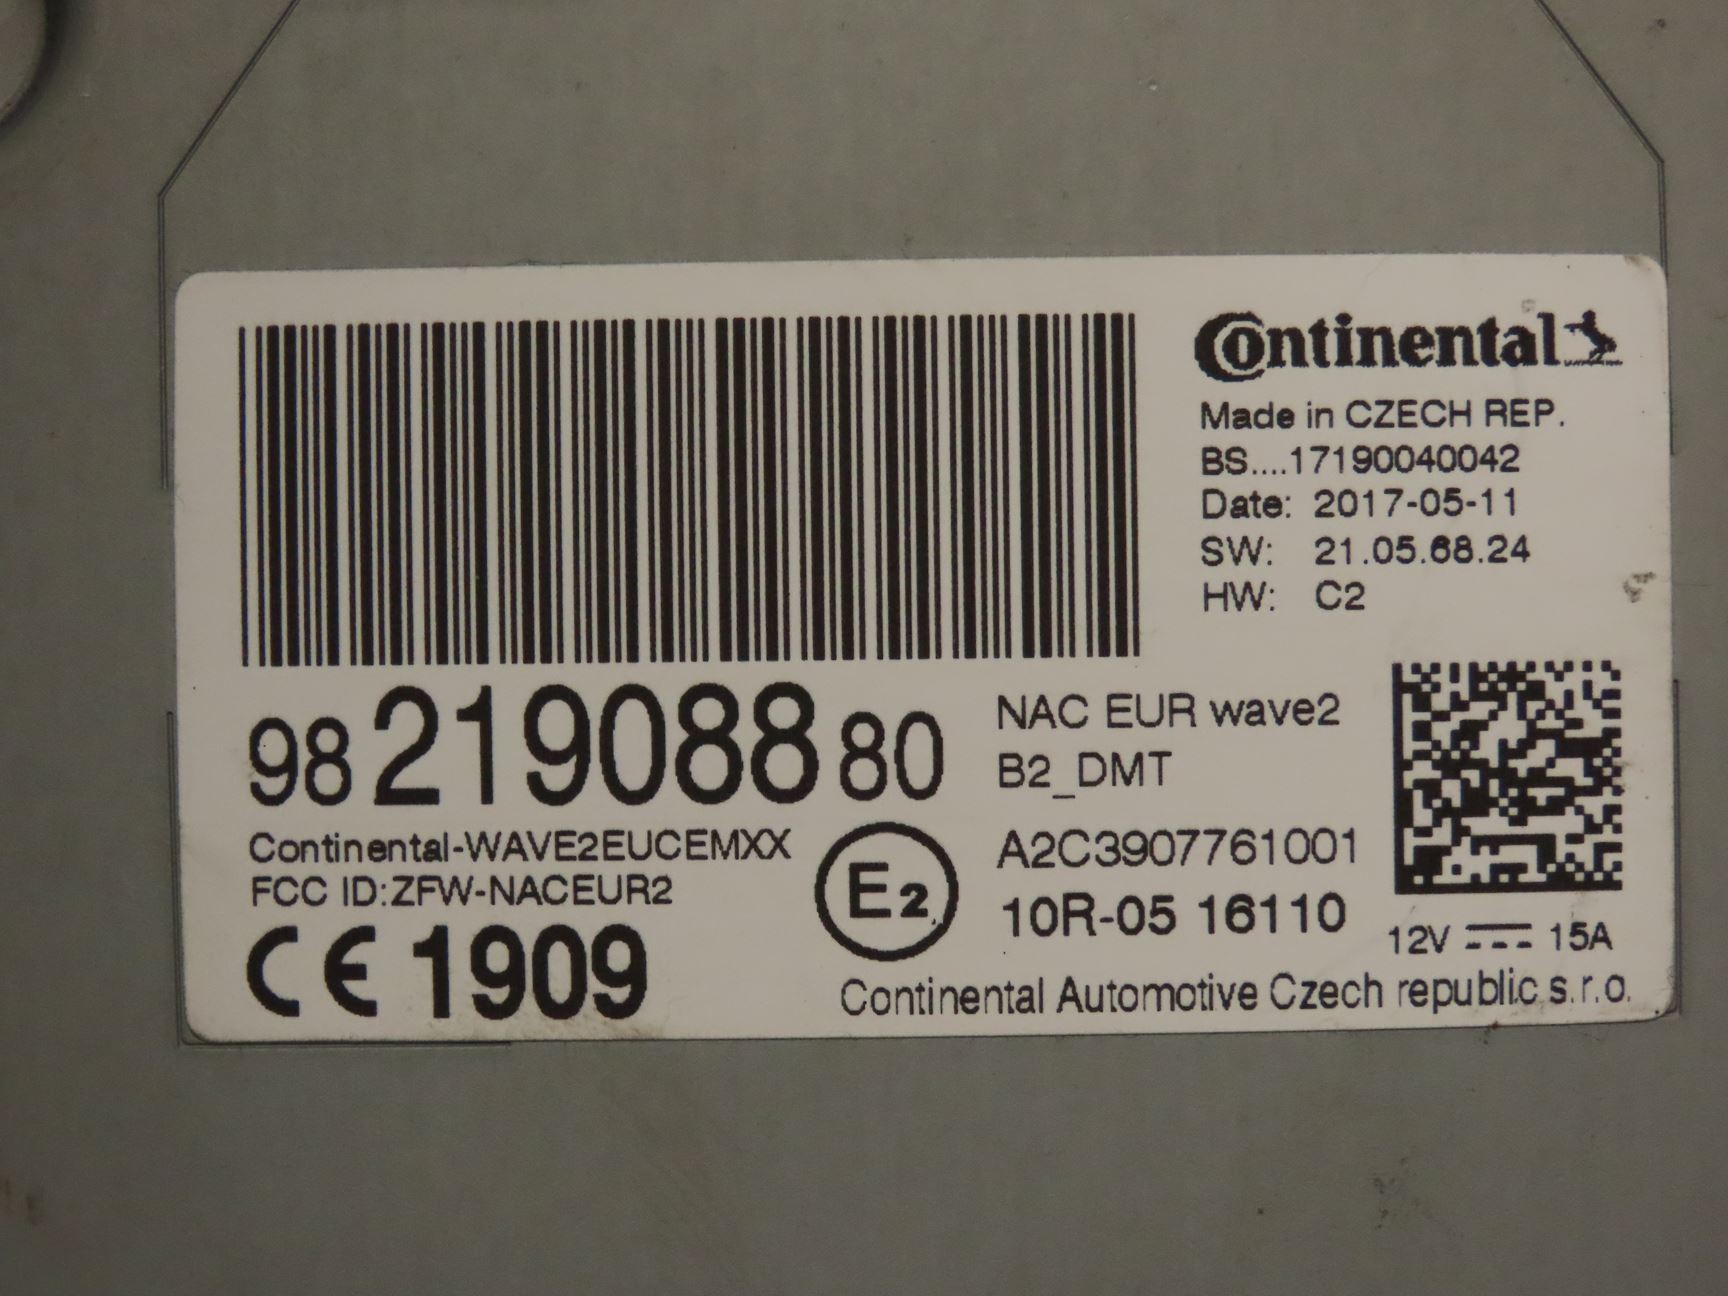 Continental
Made in CZECH REP.
BS....17190040042
Date: 2017-05-11
SW: 21.05.68.24
HW: C2
98 219088 80
NAC EUR wave2
B2_DMT
Continental-WAVE2EUCEMXX
FCC ID:ZFW-NACEUR2
CE 1909
E2
A2C3907761001
10R-05 16110
12V 15A
Continental Automotive Czech republic s.r.o.